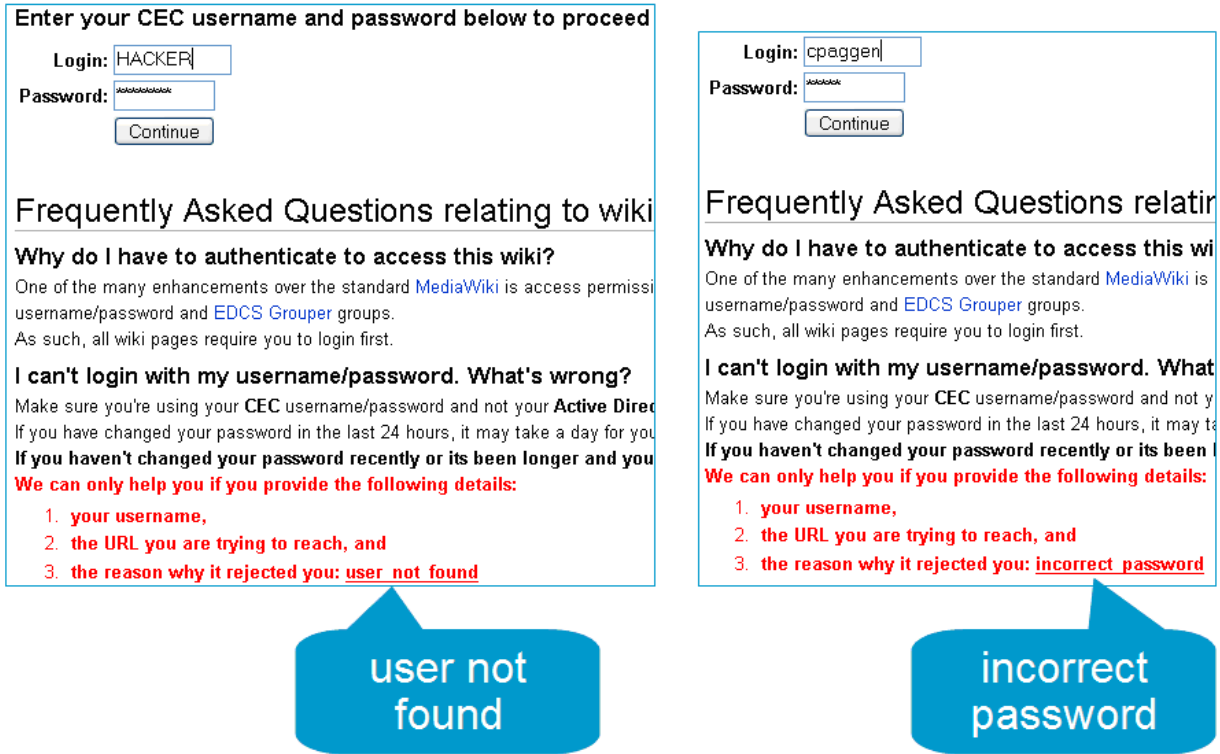 Enter your CEC username and password below to proceed
Login: HACKER
Password: *********
Continue
Frequently Asked Questions relating to wiki
Why do I have to authenticate to access this wiki?
One of the many enhancements over the standard MediaWiki is access permissi
username/password and EDCS Grouper groups.
As such, all wiki pages require you to login first.
I can't login with my username/password. What's wrong?
Make sure you're using your CEC username/password and not your Active Direc
If you have changed your password in the last 24 hours, it may take a day for you
If you haven't changed your password recently or its been longer and you
We can only help you if you provide the following details:
1. your username,
2. the URL you are trying to reach, and
3. the reason why it rejected you: user_not_found
user not
found
Login: cpaggen
Password: *****
Continue
Frequently Asked Questions relatin
Why do I have to authenticate to access this wi
One of the many enhancements over the standard MediaWiki is
username/password and EDCS Grouper groups.
As such, all wiki pages require you to login first.
I can't login with my username/password. What
Make sure you're using your CEC username/password and not y
If you have changed your password in the last 24 hours, it may ta
If you haven't changed your password recently or its been l
We can only help you if you provide the following details:
1. your username,
2. the URL you are trying to reach, and
3. the reason why it rejected you: incorrect_password
incorrect
password